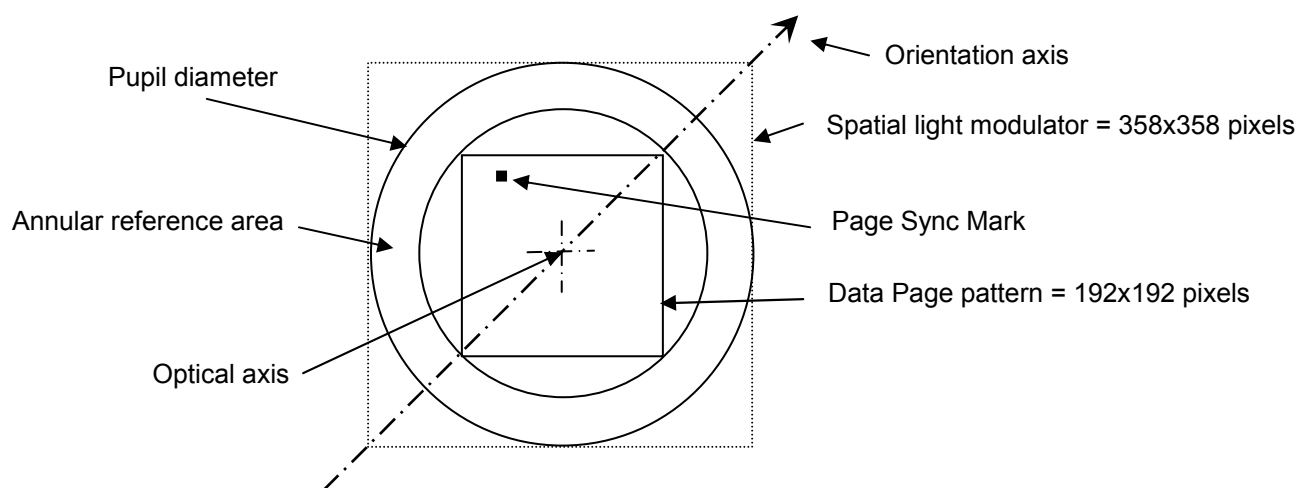 Orientation axis
Pupil diameter
Spatial light modulator = 358x358 pixels
Annular reference area
Page Sync Mark
Data Page pattern = 192x192 pixels
Optical axis